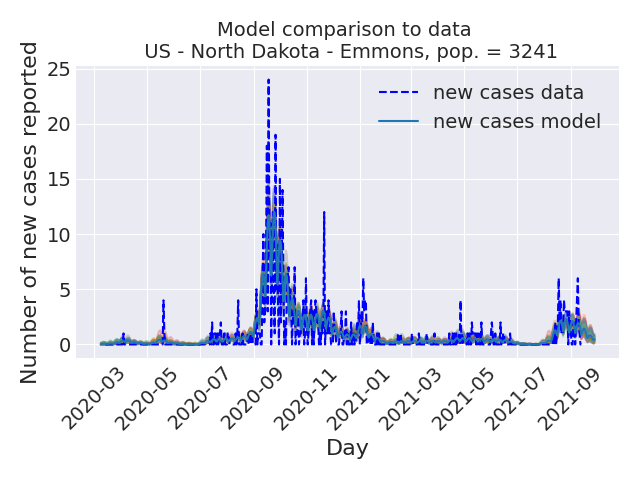 Model comparison to data
US - North Dakota - Emmons, pop. = 3241
Number of new cases reported
25
20
15
10
5
0
new cases data
new cases model
2020-03
2020-05
2020-07
2020-09
2020-11
2021-01
2021-03
2021-05
2021-07
2021-09
Day